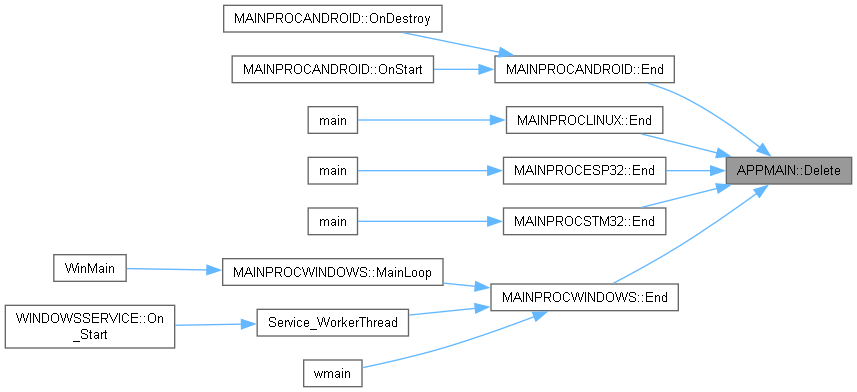 MAINPROCANDROID::OnDestroy
MAINPROCANDROID::OnStart
MAINPROCANDROID::End
main
MAINPROCLINUX::End
main
MAINPROCESP32::End
APPMAIN::Delete
main
MAINPROCSTM32::End
WinMain
MAINPROCWINDOWS::MainLoop
MAINPROCWINDOWS::End
WINDOWSSERVICE::On
_Start
Service_WorkerThread
wmain